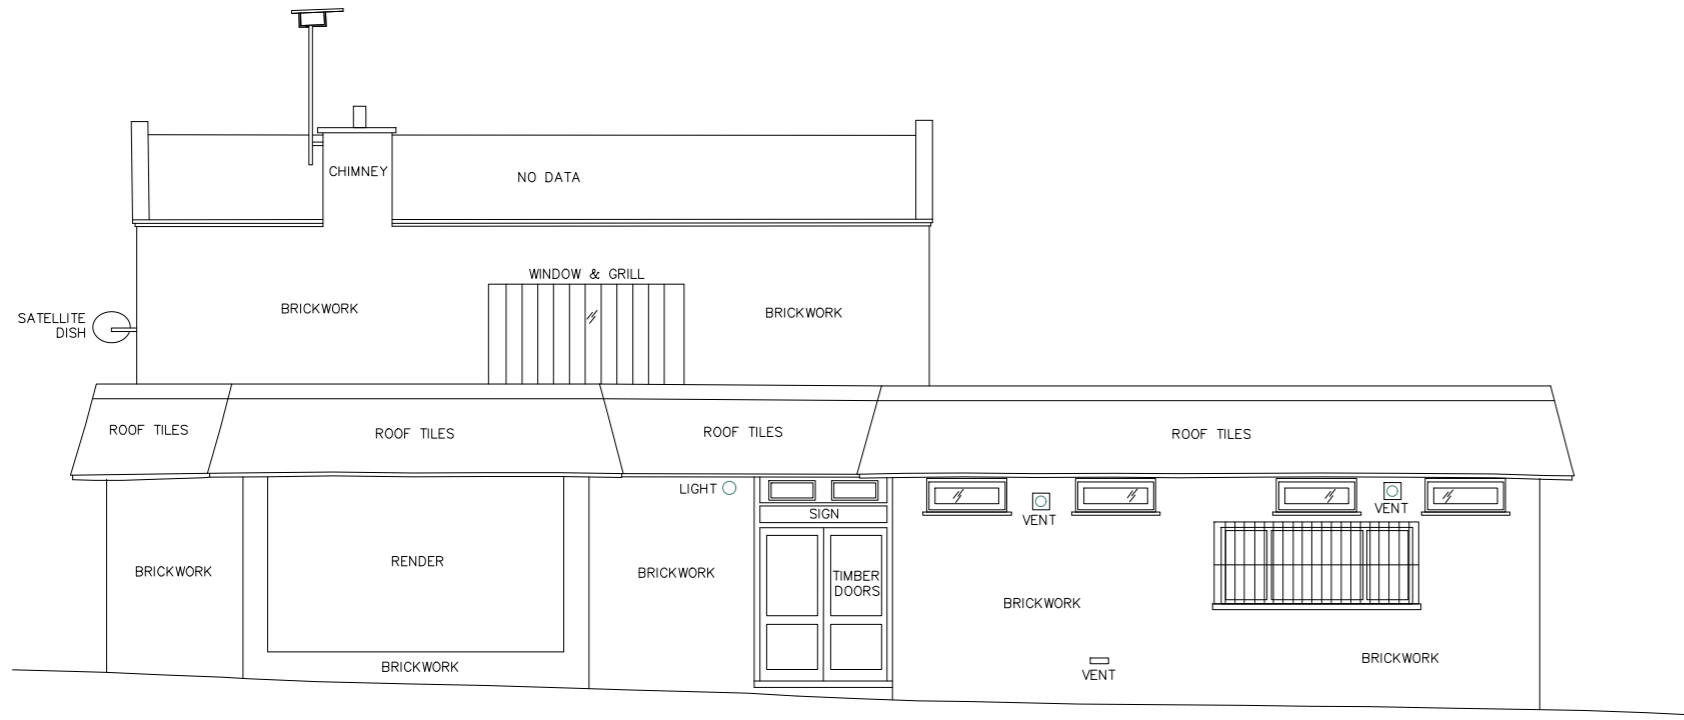 CHIMNEY
NO DATA
WINDOW & GRILL
BRICKWORK
BRICKWORK
SATELLITE
DISH
ROOF TILES
ROOF TILES
ROOF TILES
ROOF TILES
LIGHT
SIGN
VENT
VENT
BRICKWORK
RENDER
BRICKWORK
TIMBER
DOORS
BRICKWORK
BRICKWORK
BRICKWORK
VENT